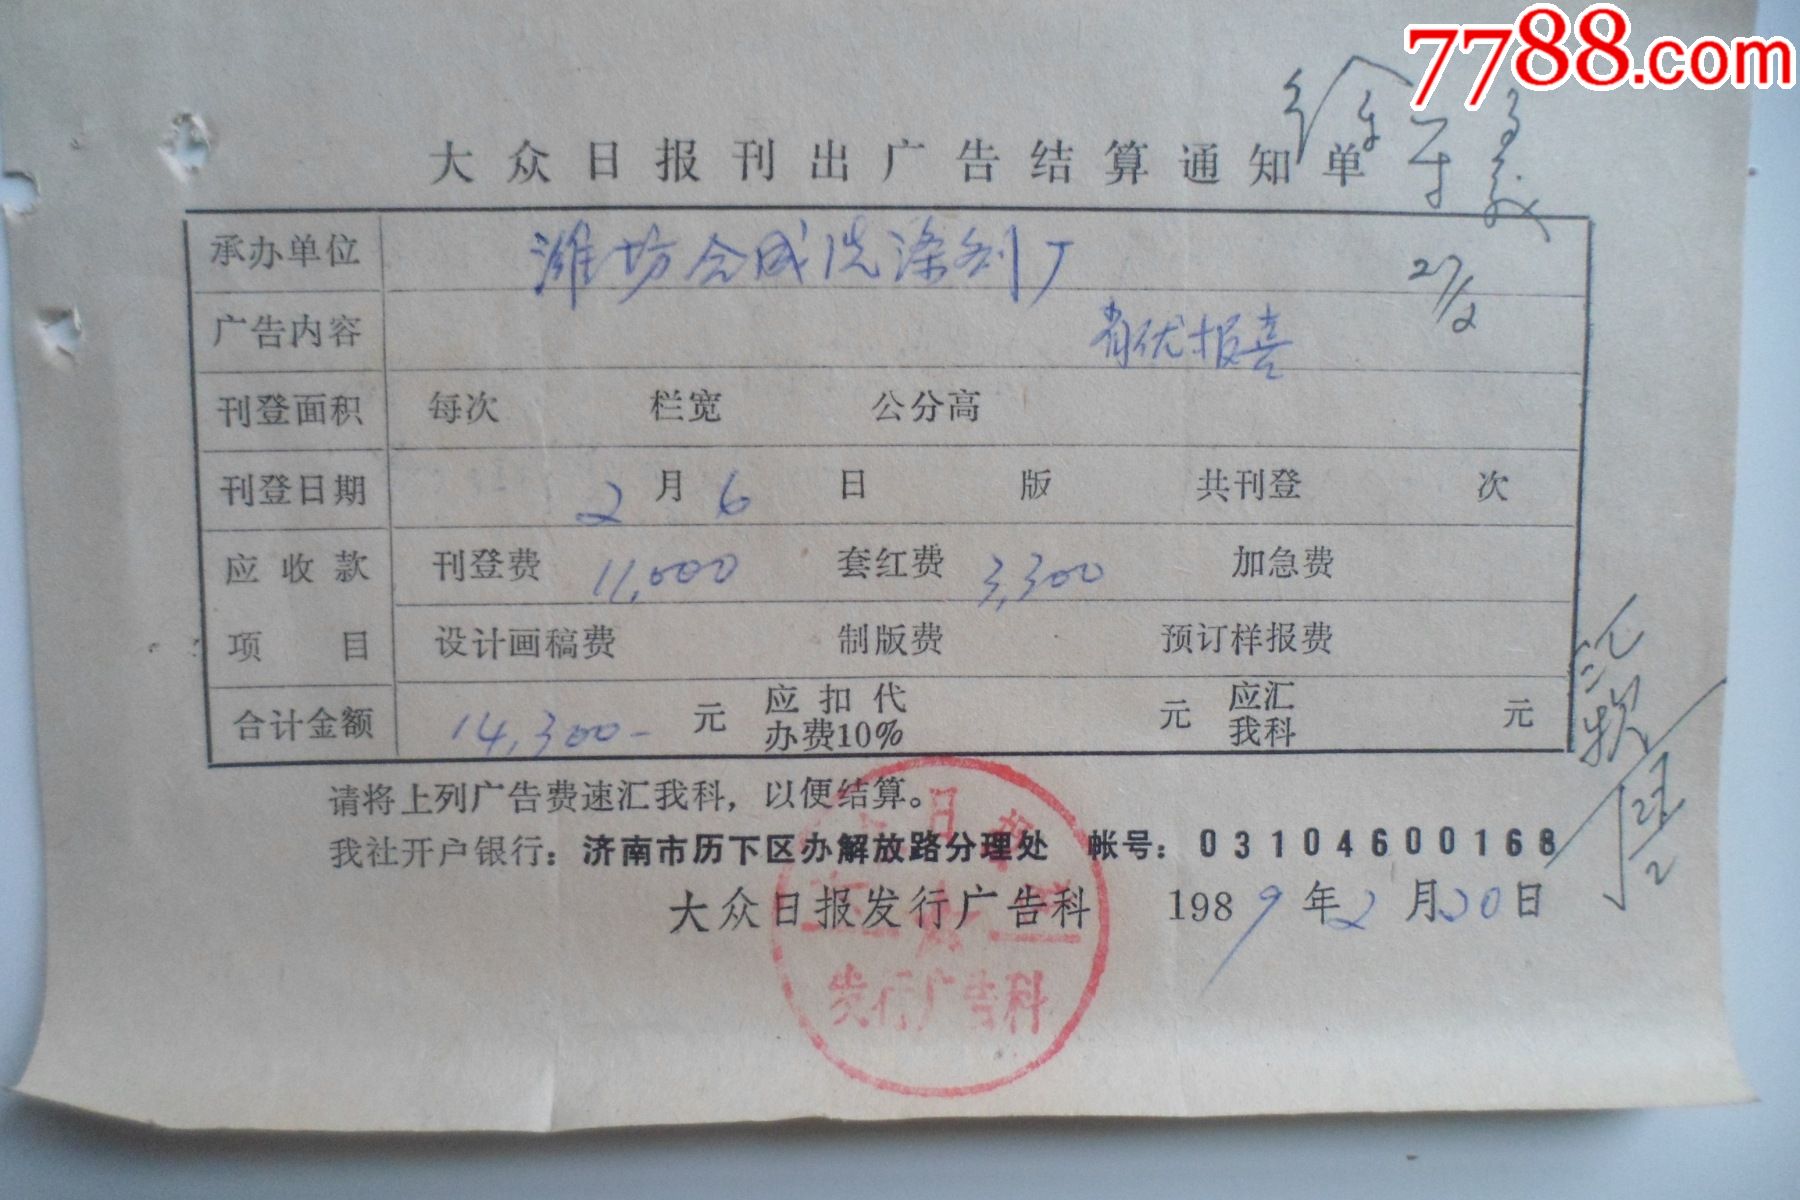 7788.com
大众日报刊出广告结算通知单
承办单位 潍坊合成洗涤剂厂
27/2
广告内容 省优报喜
刊登面积 每次 栏宽 公分高
刊登日期 2月6日 版 共刊登 次
应收款 刊登费 11,000 套红费 3,300 加急费
项目 设计画稿费 制版费 预订样报费
合计金额 14,300- 元 应扣代办费10% 元 应汇我科 元
请将上列广告费速汇我科，以便结算。
我社开户银行：济南市历下区办解放路分理处 帐号：03104600168
大众日报发行广告科 1989年2月20日
发行广告科